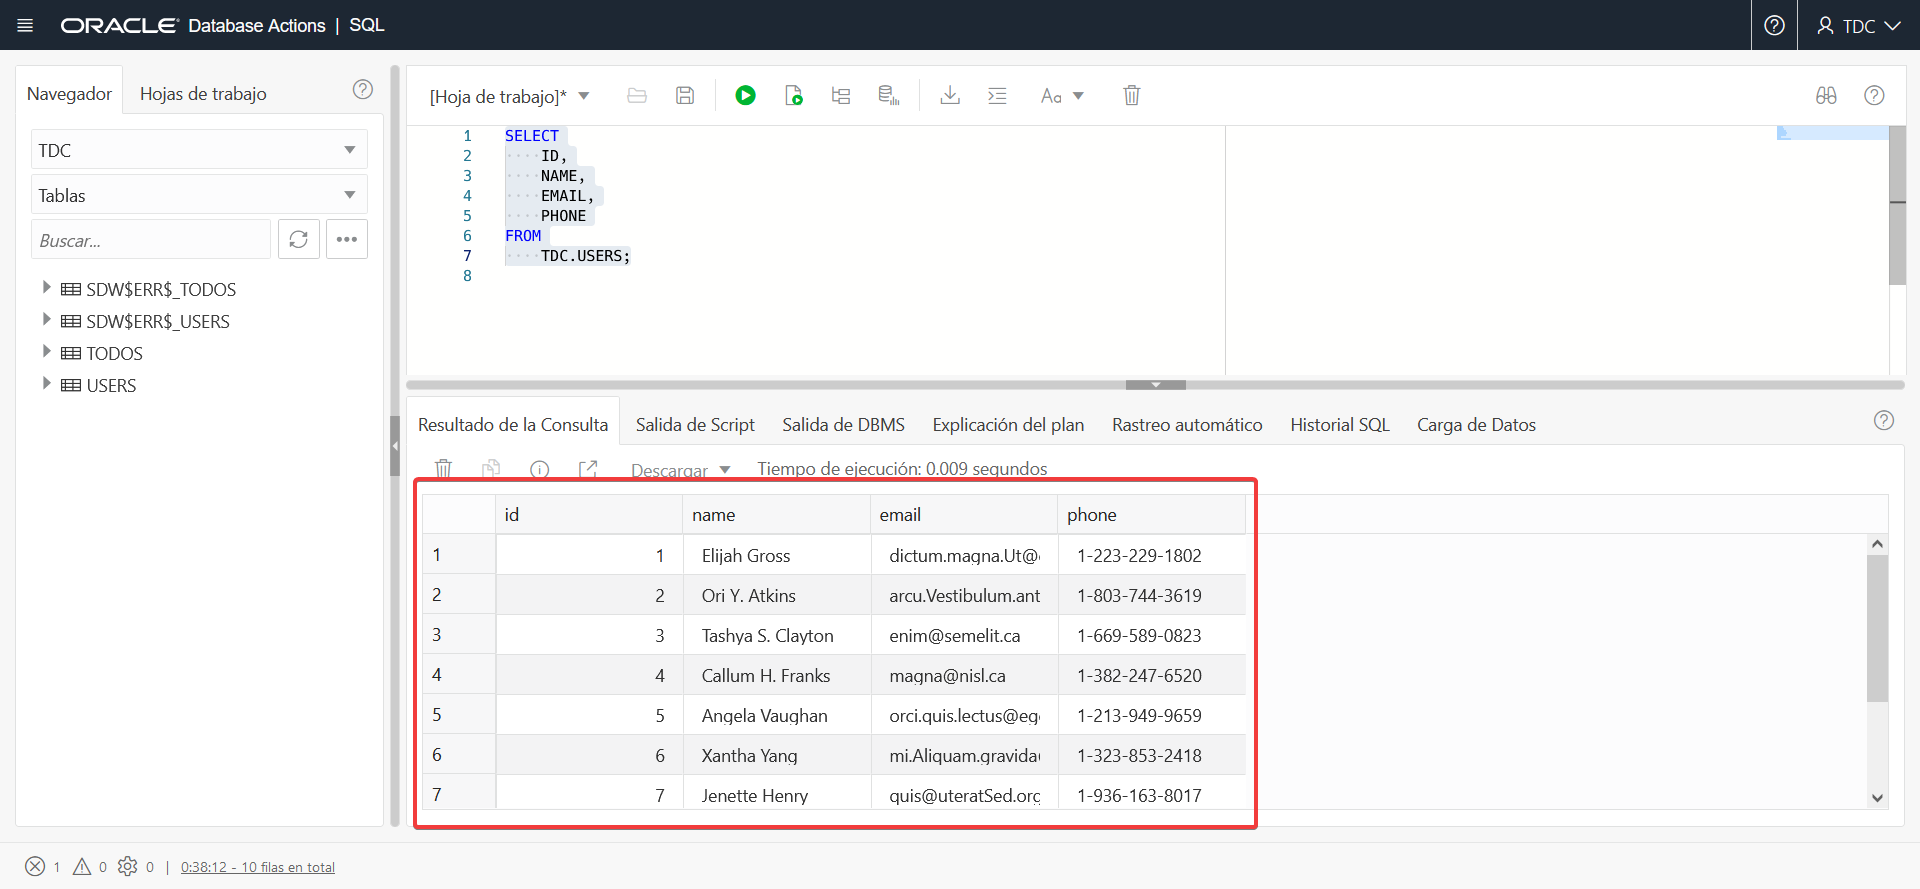 ORACLE Database Actions | SQL
TDC
Navegador
Hojas de trabajo
TDC
Tablas
Buscar...
SDW$ERR$_TODOS
SDW$ERR$_USERS
TODOS
USERS
[Hoja de trabajo]*
Aa
1 SELECT
2 ID,
3 NAME,
4 EMAIL,
5 PHONE
6 FROM
7 TDC.USERS;
8
Resultado de la Consulta Salida de Script Salida de DBMS Explicación del plan Rastreo automático Historial SQL Carga de Datos
Descargar Tiempo de ejecución: 0.009 segundos
id name email phone
1 1 Elijah Gross dictum.magna.Ut@ 1-223-229-1802
2 2 Ori Y. Atkins arcu.Vestibulum.ant 1-803-744-3619
3 3 Tashya S. Clayton enim@semelit.ca 1-669-589-0823
4 4 Callum H. Franks magna@nisl.ca 1-382-247-6520
5 5 Angela Vaughan orci.quis.lectus@eg 1-213-949-9659
6 6 Xantha Yang mi.Aliquam.gravida 1-323-853-2418
7 7 Jenette Henry quis@uteratSed.org 1-936-163-8017
1 0 0 | 0:38:12 - 10 filas en total